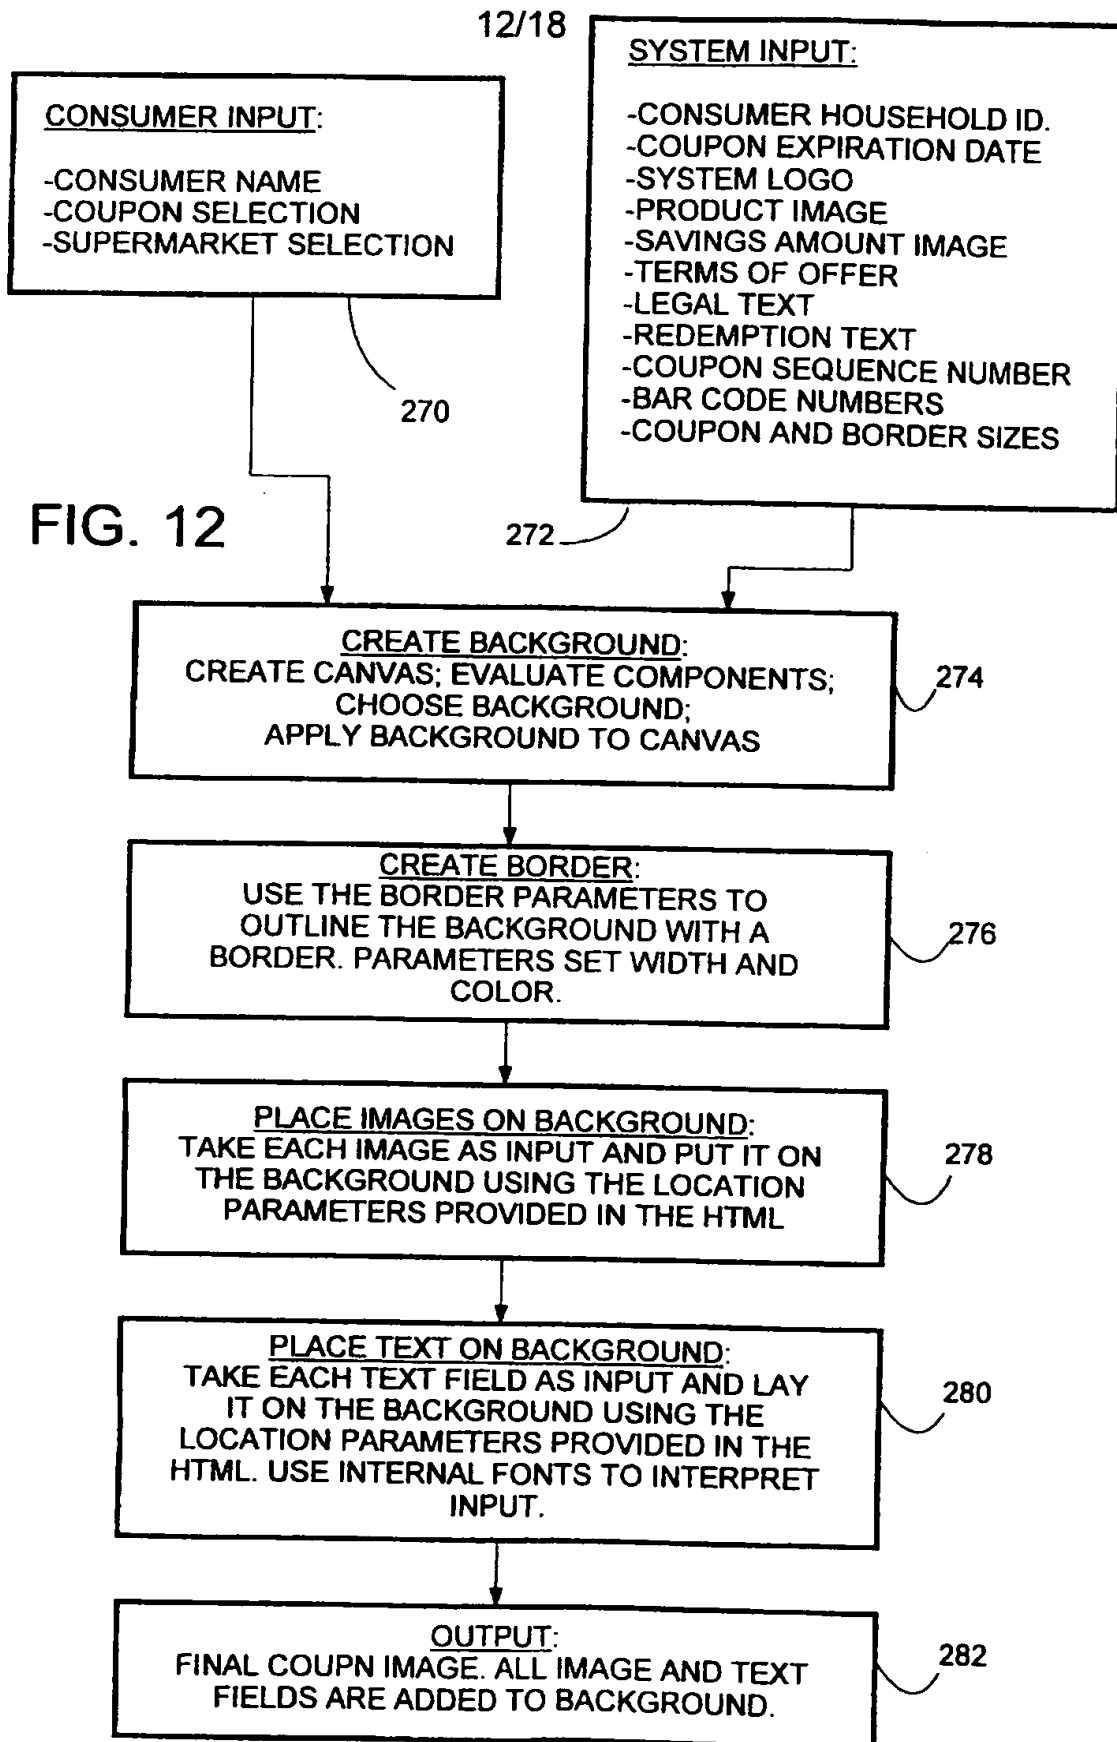 12/18
CONSUMER INPUT:
-CONSUMER NAME
-COUPON SELECTION
-SUPERMARKET SELECTION
270
SYSTEM INPUT:
-CONSUMER HOUSEHOLD ID.
-COUPON EXPIRATION DATE
-SYSTEM LOGO
-PRODUCT IMAGE
-SAVINGS AMOUNT IMAGE
-TERMS OF OFFER
-LEGAL TEXT
-REDEMPTION TEXT
-COUPON SEQUENCE NUMBER
-BAR CODE NUMBERS
-COUPON AND BORDER SIZES
272
FIG. 12
CREATE BACKGROUND:
CREATE CANVAS; EVALUATE COMPONENTS;
CHOOSE BACKGROUND;
APPLY BACKGROUND TO CANVAS
274
CREATE BORDER:
USE THE BORDER PARAMETERS TO
OUTLINE THE BACKGROUND WITH A
BORDER. PARAMETERS SET WIDTH AND
COLOR.
276
PLACE IMAGES ON BACKGROUND:
TAKE EACH IMAGE AS INPUT AND PUT IT ON
THE BACKGROUND USING THE LOCATION
PARAMETERS PROVIDED IN THE HTML
278
PLACE TEXT ON BACKGROUND:
TAKE EACH TEXT FIELD AS INPUT AND LAY
IT ON THE BACKGROUND USING THE
LOCATION PARAMETERS PROVIDED IN THE
HTML. USE INTERNAL FONTS TO INTERPRET
INPUT.
280
OUTPUT:
FINAL COUPN IMAGE. ALL IMAGE AND TEXT
FIELDS ARE ADDED TO BACKGROUND.
282